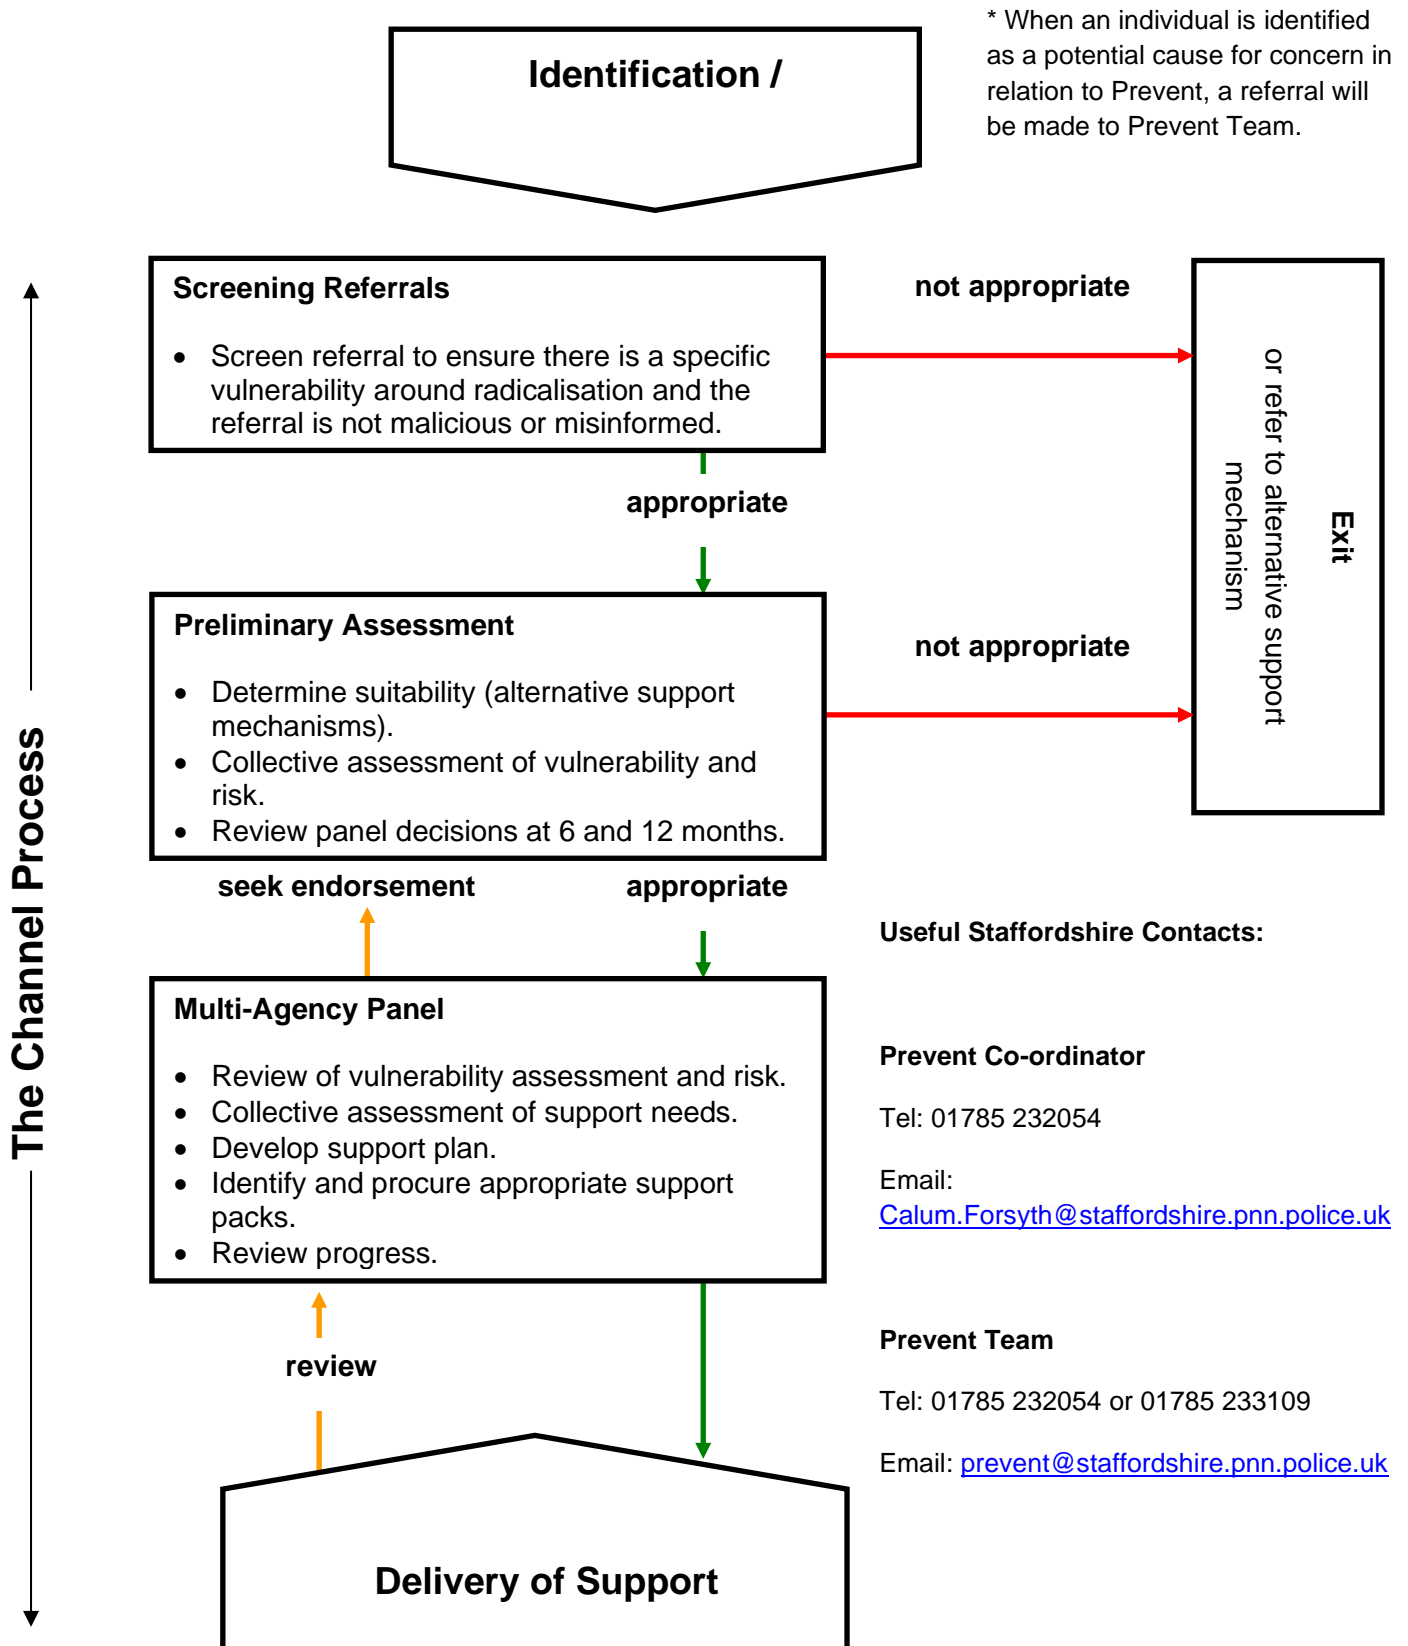 * When an individual is identified
as a potential cause for concern in
relation to Prevent, a referral will
be made to Prevent Team.
Identification /
The Channel Process
Screening Referrals
• Screen referral to ensure there is a specific
vulnerability around radicalisation and the
referral is not malicious or misinformed.
not appropriate
Exit
or refer to alternative support
mechanism
appropriate
Preliminary Assessment
• Determine suitability (alternative support
mechanisms).
• Collective assessment of vulnerability and
risk.
• Review panel decisions at 6 and 12 months.
not appropriate
seek endorsement
appropriate
Multi-Agency Panel
• Review of vulnerability assessment and risk.
• Collective assessment of support needs.
• Develop support plan.
• Identify and procure appropriate support
packs.
• Review progress.
review
Delivery of Support
Useful Staffordshire Contacts:
Prevent Co-ordinator
Tel: 01785 232054
Email:
Calum.Forsyth@staffordshire.pnn.police.uk
Prevent Team
Tel: 01785 232054 or 01785 233109
Email: prevent@staffordshire.pnn.police.uk